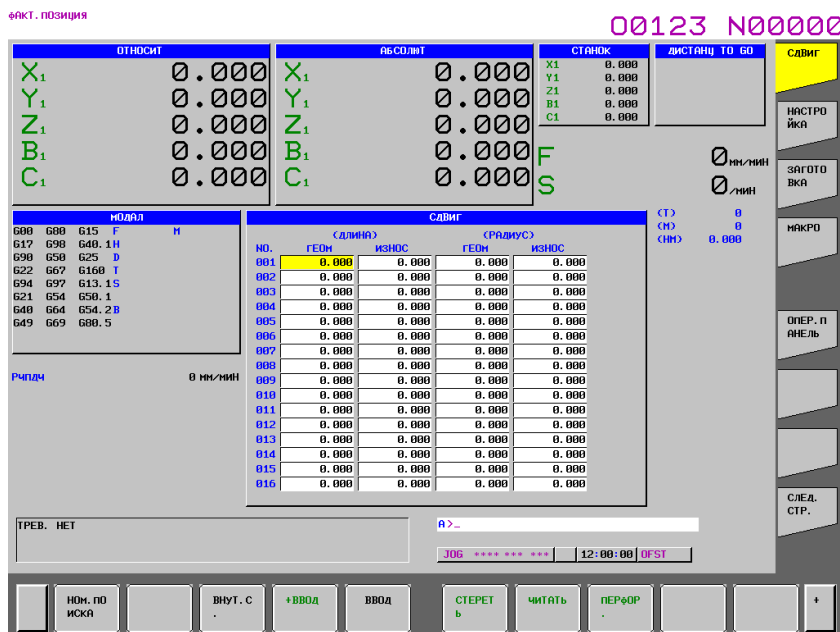 ФАКТ.ПОЗИЦИЯ
O0123 N00000
ОТНОСИТ
X1 0.000
Y1 0.000
Z1 0.000
B1 0.000
C1 0.000
АБСОЛЮТ
X1 0.000
Y1 0.000
Z1 0.000
B1 0.000
C1 0.000
СТАНОК
X1 0.000
Y1 0.000
Z1 0.000
B1 0.000
C1 0.000
ДИСТАНЦ TO GO
F 0 ММ/МИН
S 0 /МИН
МОДАЛ
G00 G80 G15 F M
G17 G98 G40.1 H
G90 G50 G25 D
G22 G67 G160 T
G94 G97 G13.1 S
G21 G54 G50.1
G40 G64 G54.2 B
G49 G69 G80.5
РЧПДЧ 0 ММ/МИН
СДВИГ
(ДЛИНА) (РАДИУС)
NO. ГЕОМ ИЗНОС ГЕОМ ИЗНОС
001 0.000 0.000 0.000 0.000
002 0.000 0.000 0.000 0.000
003 0.000 0.000 0.000 0.000
004 0.000 0.000 0.000 0.000
005 0.000 0.000 0.000 0.000
006 0.000 0.000 0.000 0.000
007 0.000 0.000 0.000 0.000
008 0.000 0.000 0.000 0.000
009 0.000 0.000 0.000 0.000
010 0.000 0.000 0.000 0.000
011 0.000 0.000 0.000 0.000
012 0.000 0.000 0.000 0.000
013 0.000 0.000 0.000 0.000
014 0.000 0.000 0.000 0.000
015 0.000 0.000 0.000 0.000
016 0.000 0.000 0.000 0.000
(T) 0
(M) 0
(HM) 0.000
СДВИГ
НАСТРО
ЙКА
ЗАГОТО
ВКА
МАКРО
ОПЕР.П
АНЕЛЬ
СЛЕД.
СТР.
ТРЕВ. НЕТ
A>_
JOG **** *** *** 12:00:00 OFST
НОМ.ПО
ИСКА
ВНУТ.С
.
+ВВОД
ВВОД
СТЕРЕТ
Ь
ЧИТАТЬ
ПЕРФОР
.
+